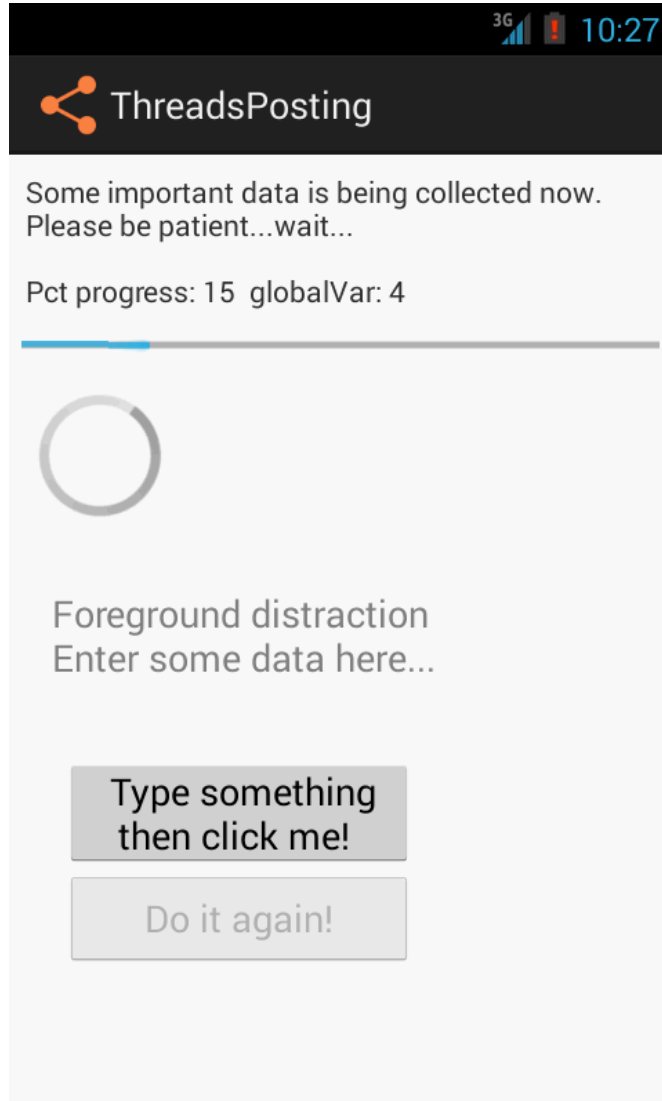 3G
10:27
ThreadsPosting
Some important data is being collected now.
Please be patient...wait...
Pct progress: 15  globalVar: 4
Foreground distraction
Enter some data here...
Type something
then click me!
Do it again!